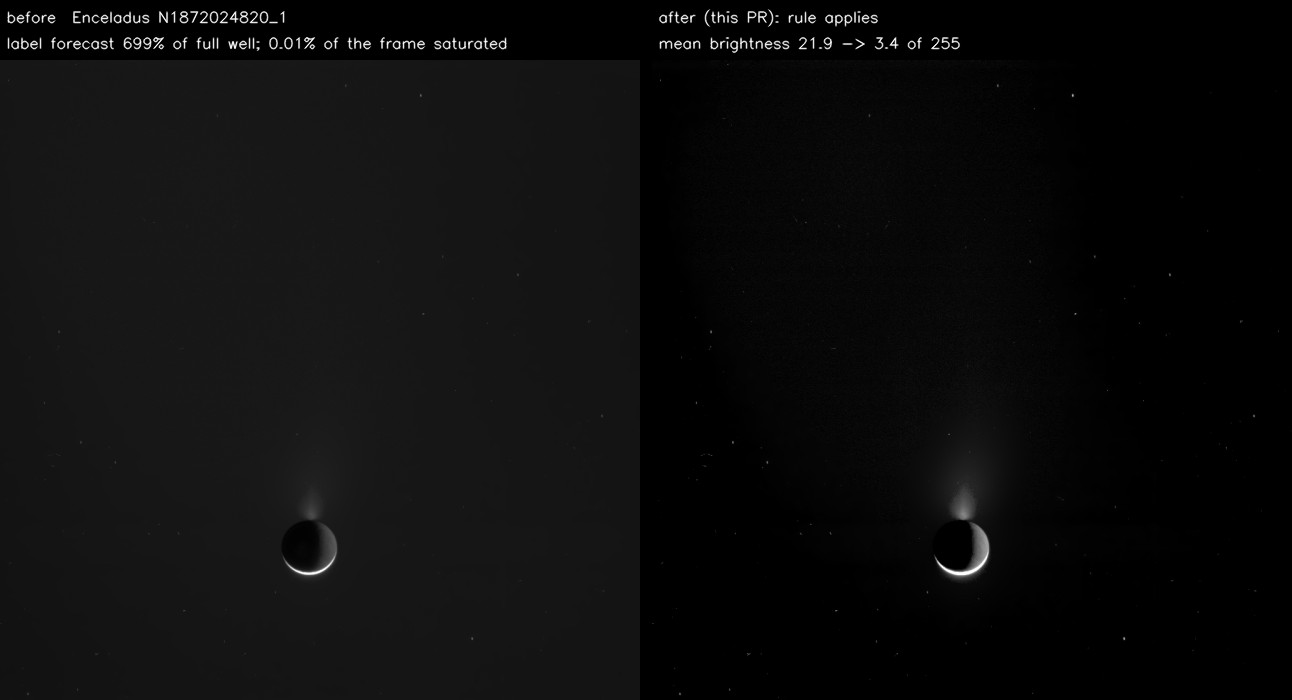 before  Enceladus N1872024820_1
label forecast 699% of full well; 0.01% of the frame saturated
after (this PR): rule applies
mean brightness 21.9 -> 3.4 of 255